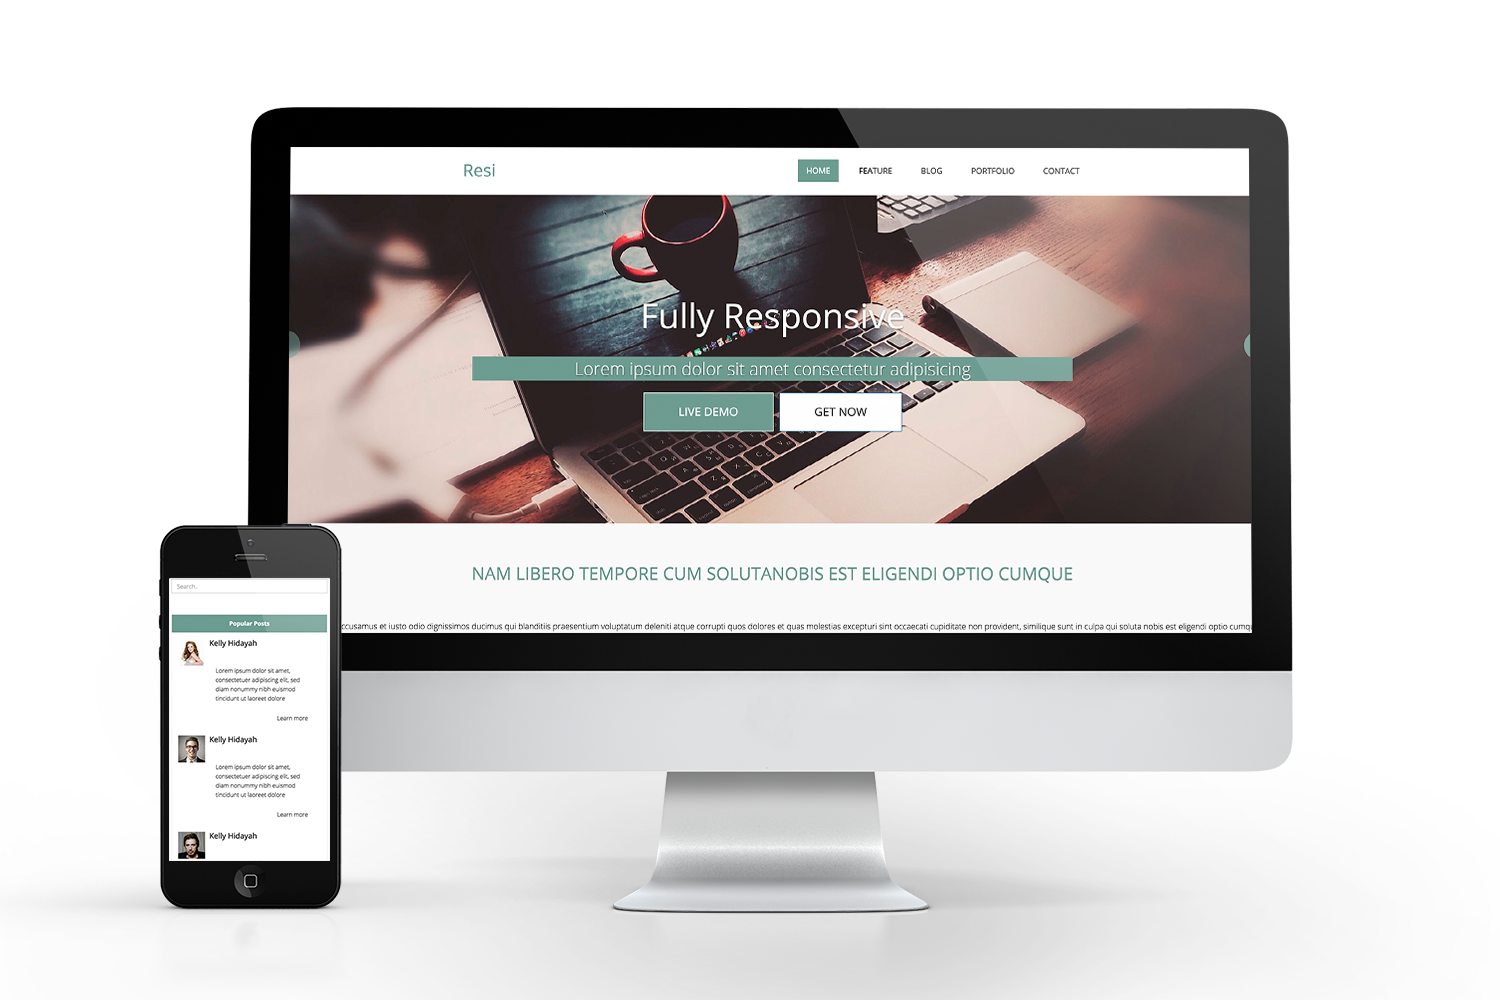 Resi
HOME FEATURE BLOG PORTFOLIO CONTACT
Fully Responsive
Lorem ipsum dolor sit amet consectetur adipisicing
LIVE DEMO GET NOW
NAM LIBERO TEMPORE CUM SOLUTANOBIS EST ELIGENDI OPTIO CUMQUE
ccusamus et iusto odio dignissimos ducimus qui blanditiis praesentium voluptatum deleniti atque corrupti quos dolores et quas molestias excepturi sint occaecati cupiditate non provident, similique sunt in culpa qui soluta nobis est eligendi optio cumqu
Search..
Popular Posts
Kelly Hidayah
Lorem ipsum dolor sit amet,
consectetuer adipiscing elit, sed
diam nonummy nibh euismod
tincidunt ut laoreet dolore
Learn more
Kelly Hidayah
Lorem ipsum dolor sit amet,
consectetuer adipiscing elit, sed
diam nonummy nibh euismod
tincidunt ut laoreet dolore
Learn more
Kelly Hidayah